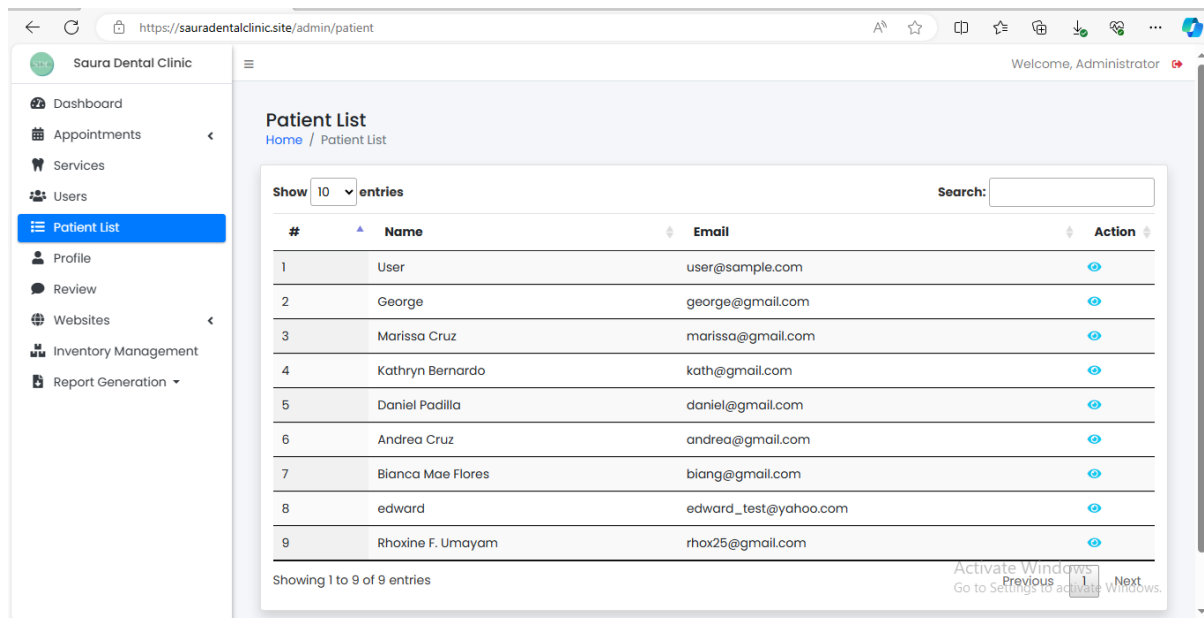 https://sauradentalclinic.site/admin/patient
Saura Dental Clinic
Welcome, Administrator
Dashboard
Appointments
Services
Users
Patient List
Profile
Review
Websites
Inventory Management
Report Generation
Patient List
Home / Patient List
Show 10 entries Search:
# Name Email Action
1 User user@sample.com
2 George george@gmail.com
3 Marissa Cruz marissa@gmail.com
4 Kathryn Bernardo kath@gmail.com
5 Daniel Padilla daniel@gmail.com
6 Andrea Cruz andrea@gmail.com
7 Bianca Mae Flores biang@gmail.com
8 edward edward_test@yahoo.com
9 Rhoxine F. Umayam rhox25@gmail.com
Showing 1 to 9 of 9 entries
Previous 1 Next
Activate Windows
Go to Settings to activate Windows.